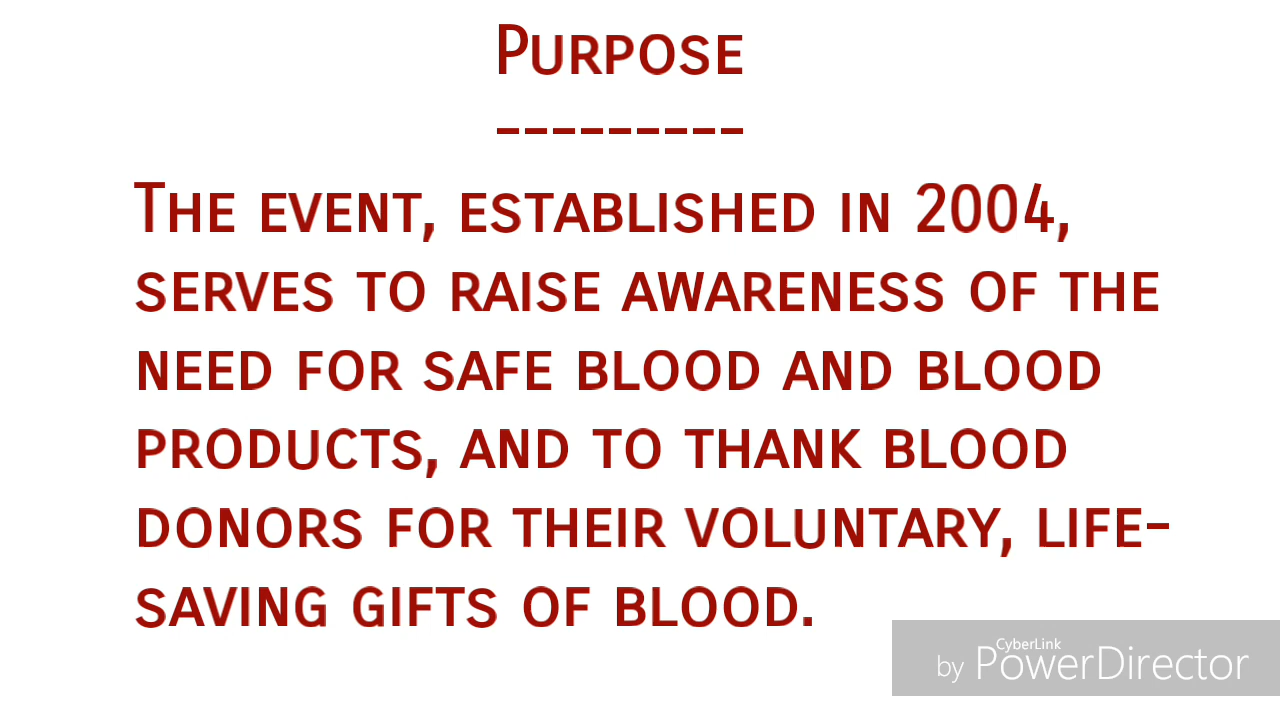 Purpose
---------
The event, established in 2004,
serves to raise awareness of the
need for safe blood and blood
products, and to thank blood
donors for their voluntary, life-
saving gifts of blood.
CyberLink
by PowerDirector